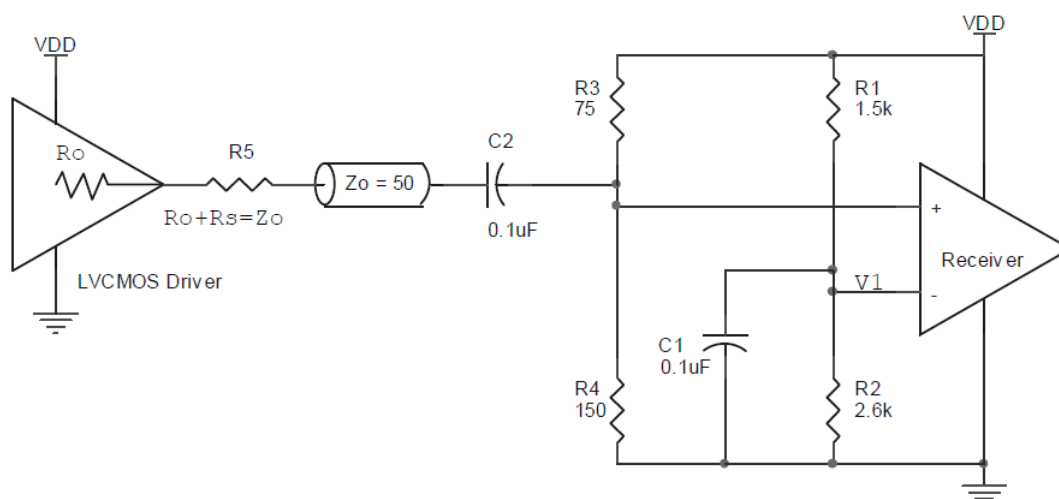 VDD
Ro
R5
Ro+Rs=Zo
LVCMOS Driver
Zo = 50
C2
0.1uF
R3
75
R4
150
VDD
R1
1.5k
V1
C1
0.1uF
R2
2.6k
+
-
Receiver